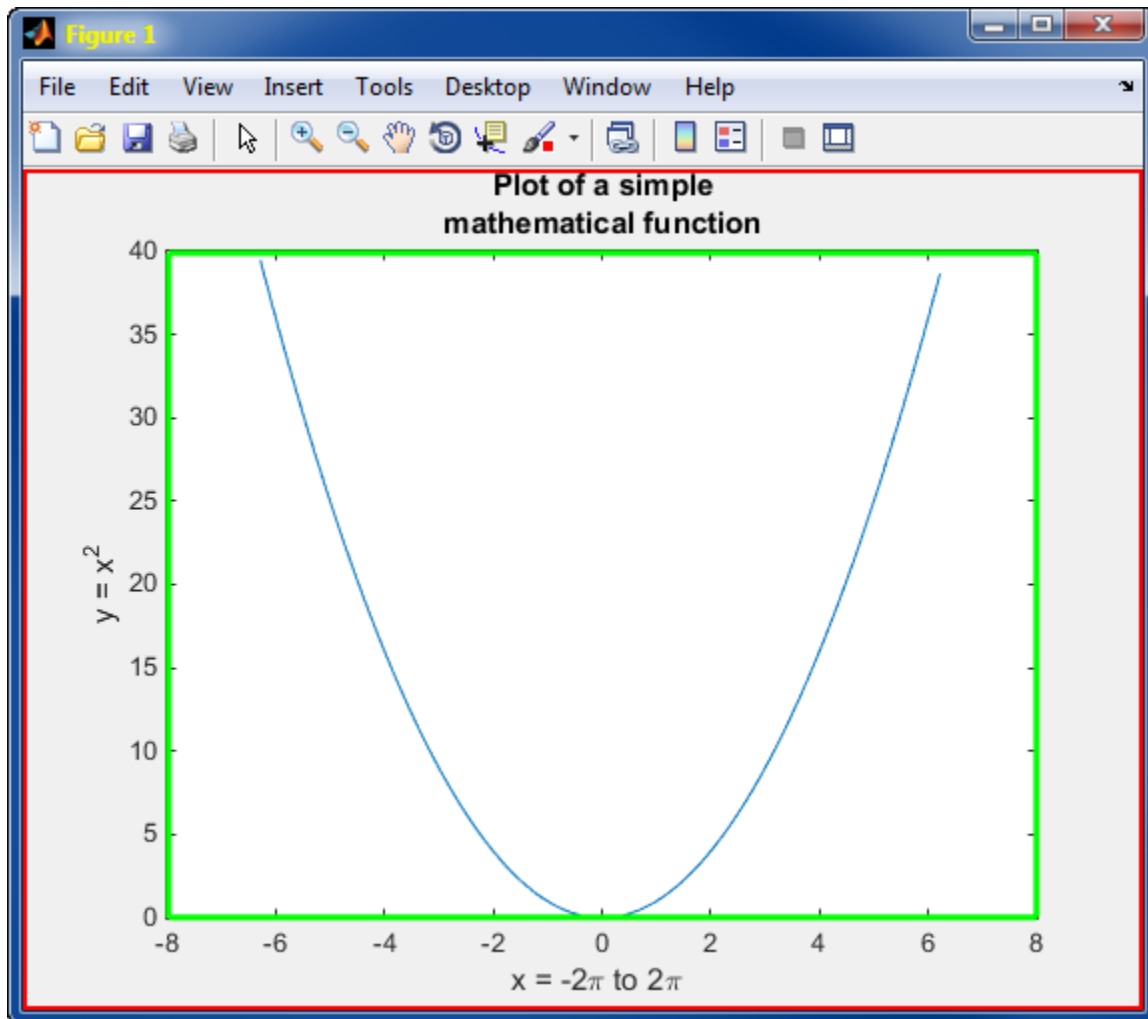 Figure 1
File Edit View Insert Tools Desktop Window Help
Plot of a simple
mathematical function
40
35
30
25
20
15
10
5
0
y = x²
-8 -6 -4 -2 0 2 4 6 8
x = -2π to 2π